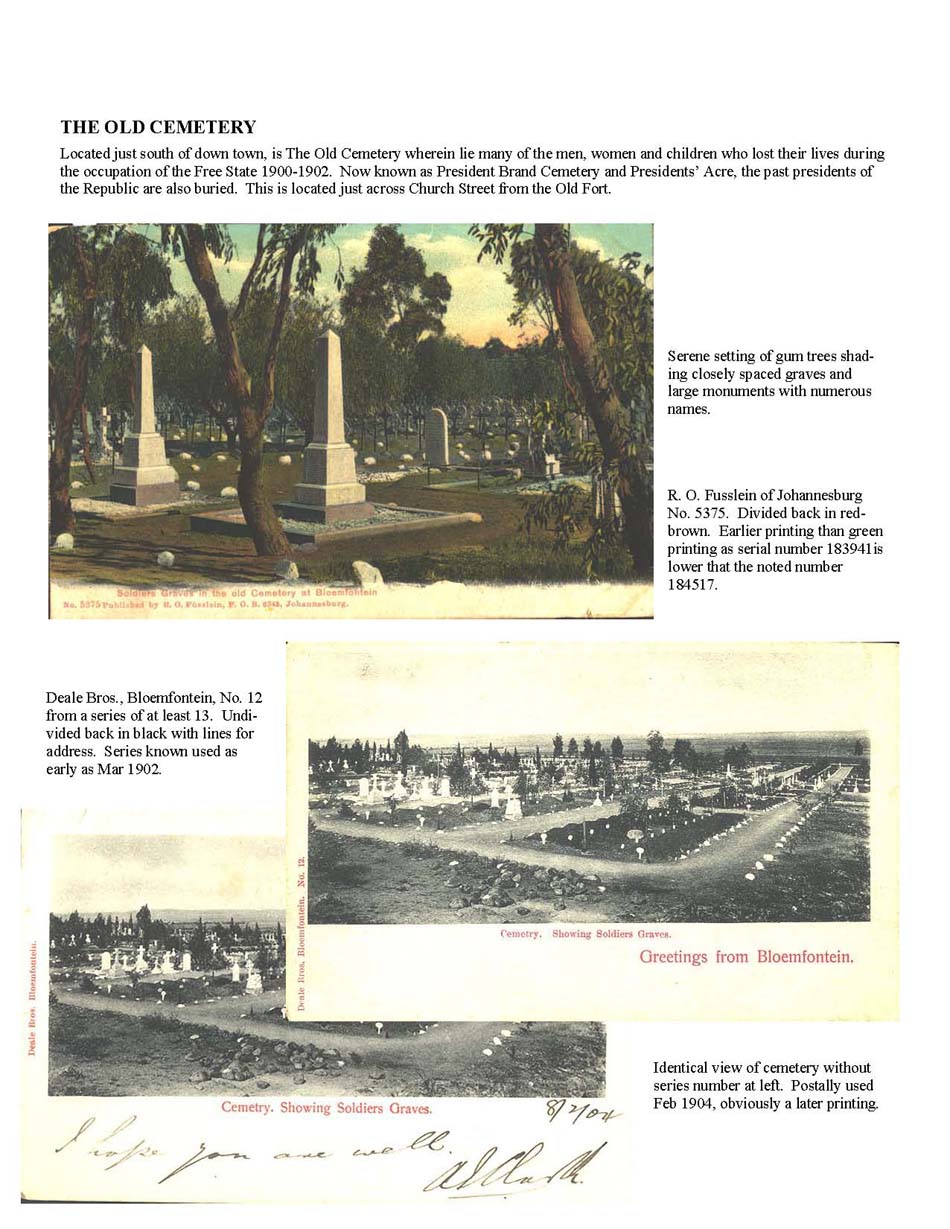 THE OLD CEMETERY
Located just south of down town, is The Old Cemetery wherein lie many of the men, women and children who lost their lives during
the occupation of the Free State 1900-1902.  Now known as President Brand Cemetery and Presidents’ Acre, the past presidents of
the Republic are also buried.  This is located just across Church Street from the Old Fort.
Serene setting of gum trees shad-
ing closely spaced graves and
large monuments with numerous
names.
R. O. Fusslein of Johannesburg
No. 5375.  Divided back in red-
brown.  Earlier printing than green
printing as serial number 183941 is
lower that the noted number
184517.
Soldiers Graves in the old Cemetery at Bloemfontein
No. 5375 Published by R. O. Füsslein, P. O. B. Johannesburg.
Deale Bros., Bloemfontein, No. 12
from a series of at least 13.  Undi-
vided back in black with lines for
address.  Series known used as
early as Mar 1902.
Deale Bros, Bloemfontein. No. 12.
Cemetry. Showing Soldiers Graves.
Greetings from Bloemfontein.
Deale Bros. Bloemfontein.
Cemetry. Showing Soldiers Graves.
8/2/04
I hope you are well.
Identical view of cemetery without
series number at left.  Postally used
Feb 1904, obviously a later printing.